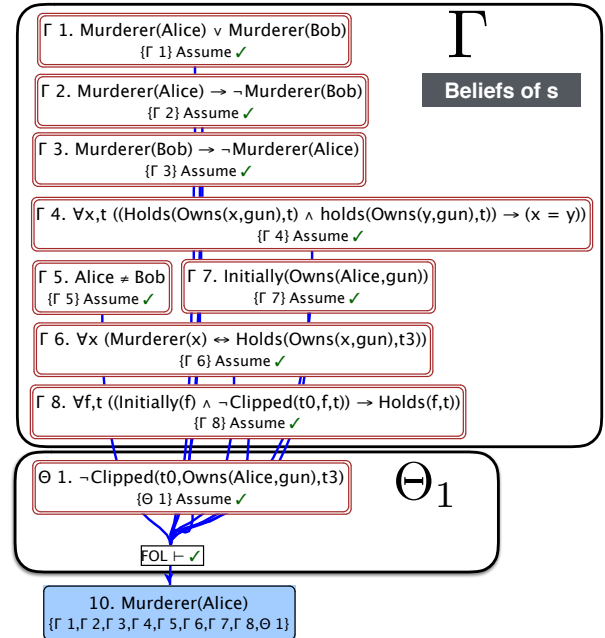 Γ 1. Murderer(Alice) ∨ Murderer(Bob)
{Γ 1} Assume ✓
Γ
Beliefs of s
Γ 2. Murderer(Alice) → ¬Murderer(Bob)
{Γ 2} Assume ✓
Γ 3. Murderer(Bob) → ¬Murderer(Alice)
{Γ 3} Assume ✓
Γ 4. ∀x,t ((Holds(Owns(x,gun),t) ∧ holds(Owns(y,gun),t)) → (x = y))
{Γ 4} Assume ✓
Γ 5. Alice ≠ Bob
{Γ 5} Assume ✓
Γ 7. Initially(Owns(Alice,gun))
{Γ 7} Assume ✓
Γ 6. ∀x (Murderer(x) ↔ Holds(Owns(x,gun),t3))
{Γ 6} Assume ✓
Γ 8. ∀f,t ((Initially(f) ∧ ¬Clipped(t0,f,t)) → Holds(f,t))
{Γ 8} Assume ✓
Θ 1. ¬Clipped(t0,Owns(Alice,gun),t3)
{Θ 1} Assume ✓
Θ₁
FOL ⊢ ✓
10. Murderer(Alice)
{Γ 1,Γ 2,Γ 3,Γ 4,Γ 5,Γ 6,Γ 7,Γ 8,Θ 1}